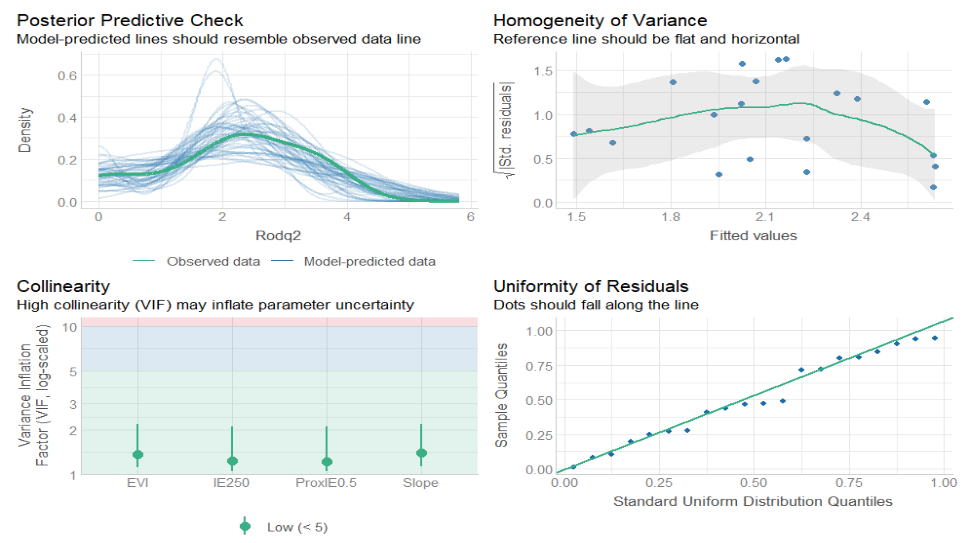 Posterior Predictive Check
Model-predicted lines should resemble observed data line
Density
0.6
0.4
0.2
0.0
0
2
4
Rodq2
Observed data
Model-predicted data
Homogeneity of Variance
Reference line should be flat and horizontal
√|Std. residuals|
1.5
1.0
0.5
0.0
1.5
1.8
2.1
2.4
Fitted values
Collinearity
High collinearity (VIF) may inflate parameter uncertainty
Variance Inflation
Factor (VIF, log-scaled)
10
5
3
2
1
EVI
IE250
ProxIE0.5
Slope
Low (< 5)
Uniformity of Residuals
Dots should fall along the line
Sample Quantiles
1.00
0.75
0.50
0.25
0.00
0.00
0.25
0.50
0.75
1.00
Standard Uniform Distribution Quantiles